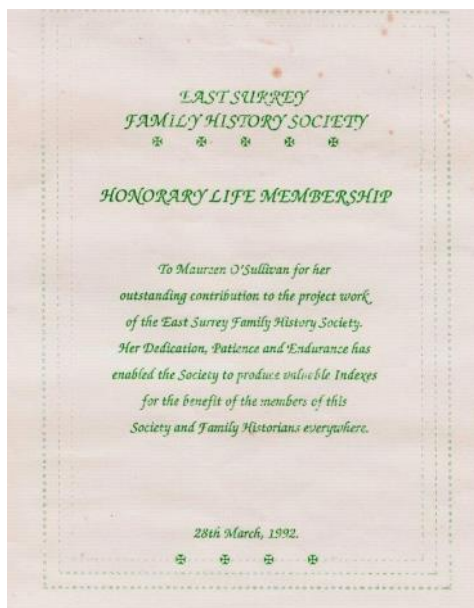 EAST SURREY
FAMILY HISTORY SOCIETY
HONORARY LIFE MEMBERSHIP
To Maureen O'Sullivan for her
outstanding contribution to the project work
of the East Surrey Family History Society.
Her Dedication, Patience and Endurance has
enabled the Society to produce valuable Indexes
for the benefit of the members of this
Society and Family Historians everywhere.
28th March, 1992.